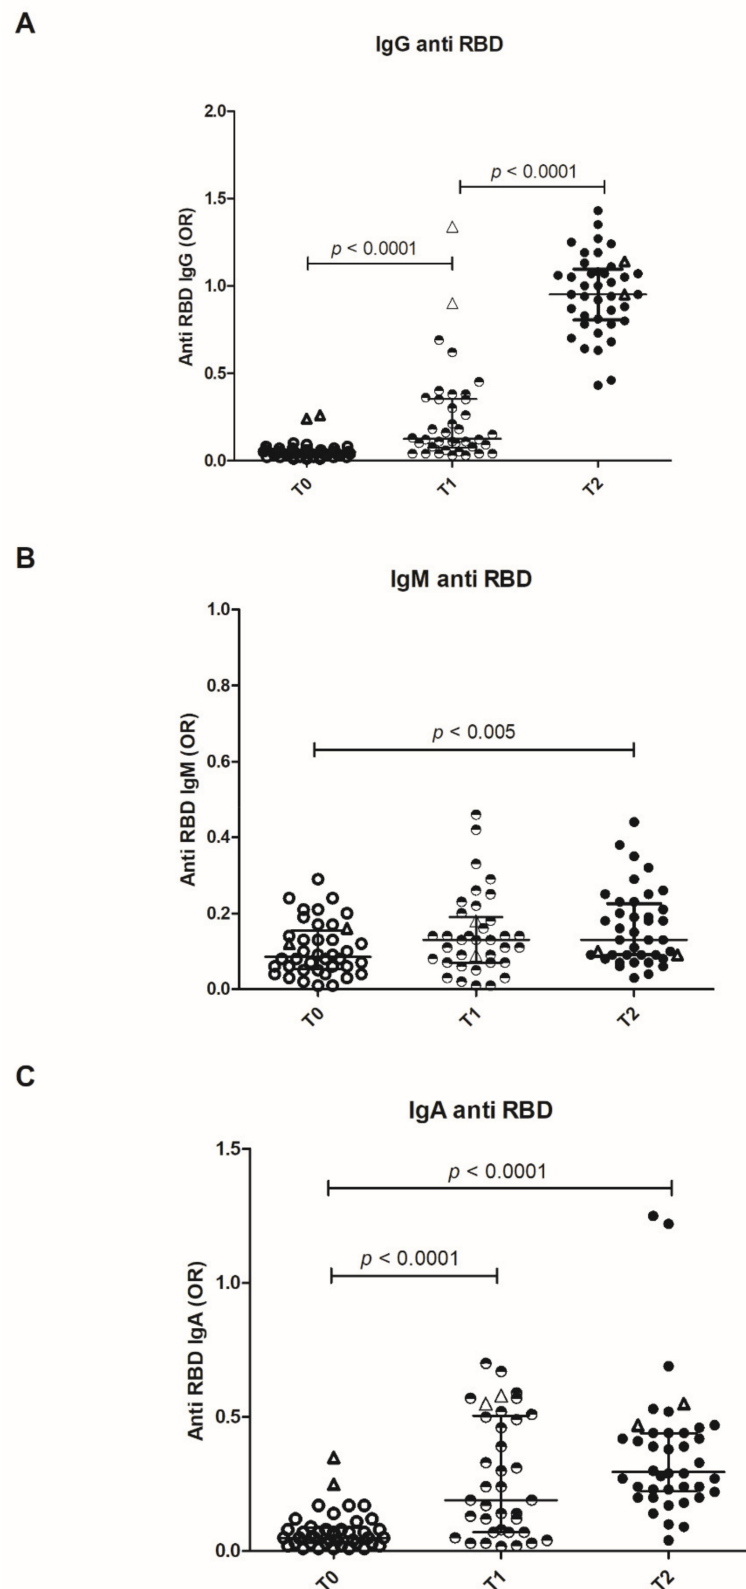 A
IgG anti RBD
Anti RBD IgG (OR)
2.0
1.5
1.0
0.5
0.0
p < 0.0001
p < 0.0001
T0
T1
T2
B
IgM anti RBD
Anti RBD IgM (OR)
1.0
0.8
0.6
0.4
0.2
0.0
p < 0.005
T0
T1
T2
C
IgA anti RBD
Anti RBD IgA (OR)
1.5
1.0
0.5
0.0
p < 0.0001
p < 0.0001
T0
T1
T2